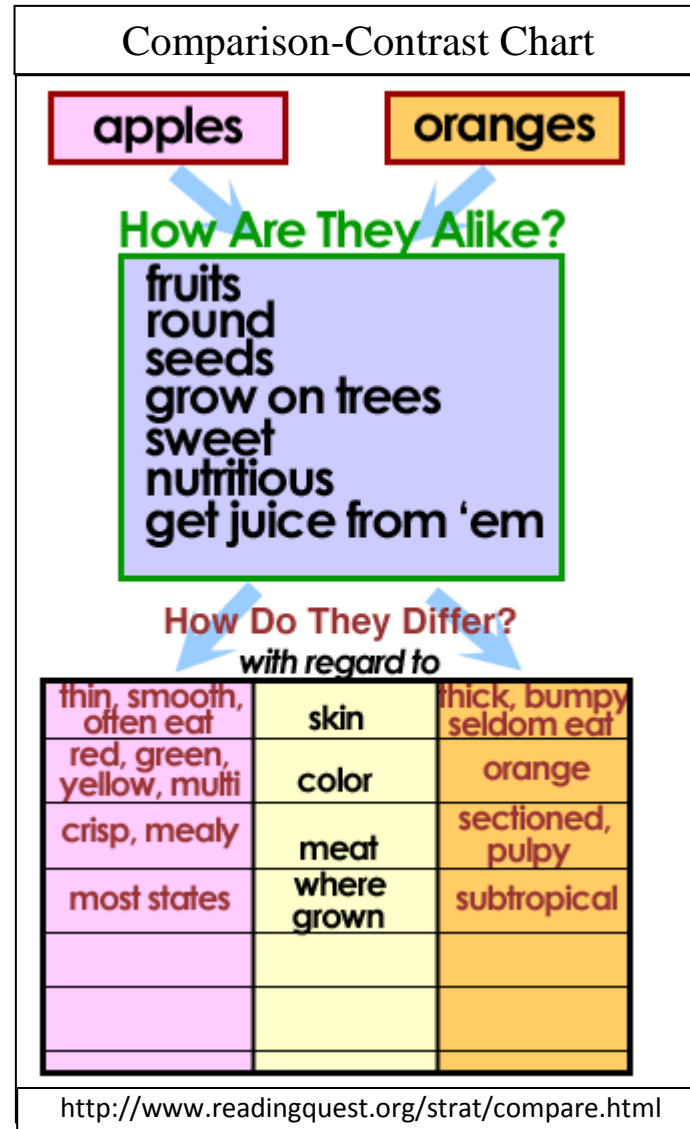 Comparison-Contrast Chart
apples
oranges
How Are They Alike?
fruits
round
seeds
grow on trees
sweet
nutritious
get juice from ‘em
How Do They Differ?
with regard to
thin, smooth,
often eat
skin
thick, bumpy
seldom eat
red, green,
yellow, multi
color
orange
crisp, mealy
meat
sectioned,
pulpy
most states
where
grown
subtropical
http://www.readingquest.org/strat/compare.html